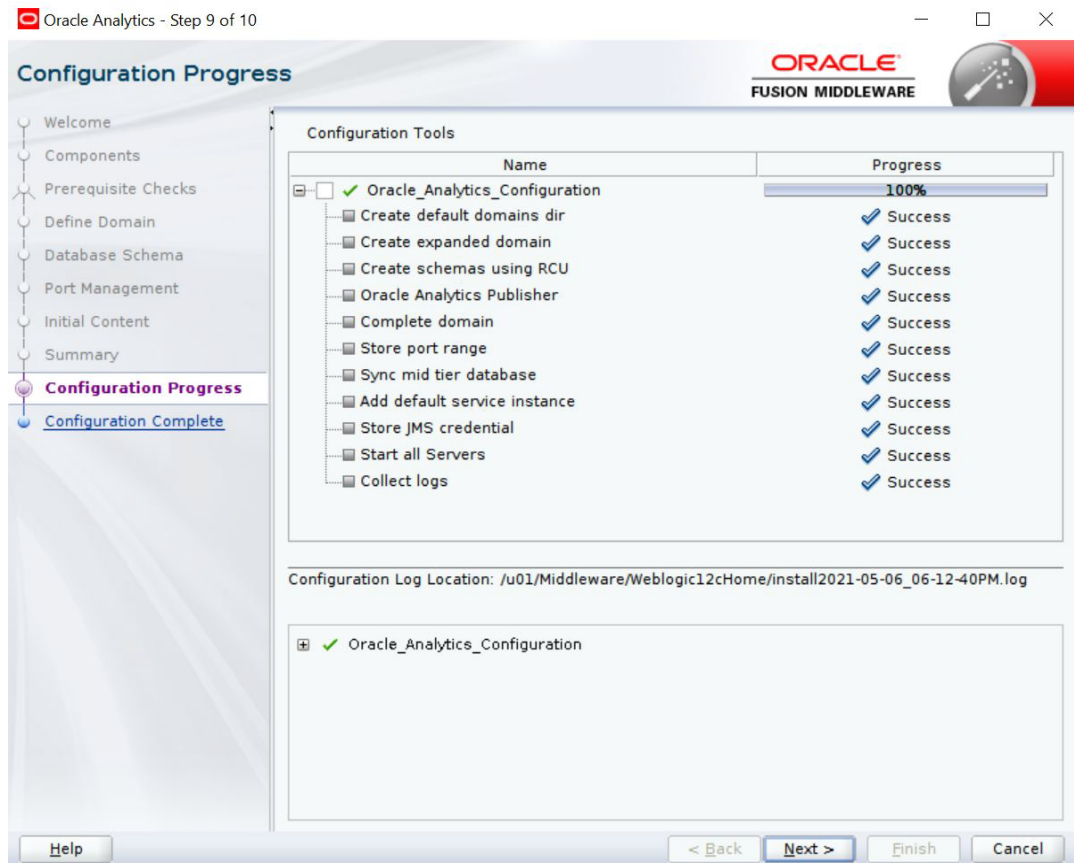 Oracle Analytics - Step 9 of 10
Configuration Progress
ORACLE
FUSION MIDDLEWARE
Welcome
Components
Prerequisite Checks
Define Domain
Database Schema
Port Management
Initial Content
Summary
Configuration Progress
Configuration Complete
Configuration Tools
Name Progress
Oracle_Analytics_Configuration 100%
Create default domains dir Success
Create expanded domain Success
Create schemas using RCU Success
Oracle Analytics Publisher Success
Complete domain Success
Store port range Success
Sync mid tier database Success
Add default service instance Success
Store JMS credential Success
Start all Servers Success
Collect logs Success
Configuration Log Location: /u01/Middleware/Weblogic12cHome/install2021-05-06_06-12-40PM.log
Oracle_Analytics_Configuration
Help < Back Next > Finish Cancel